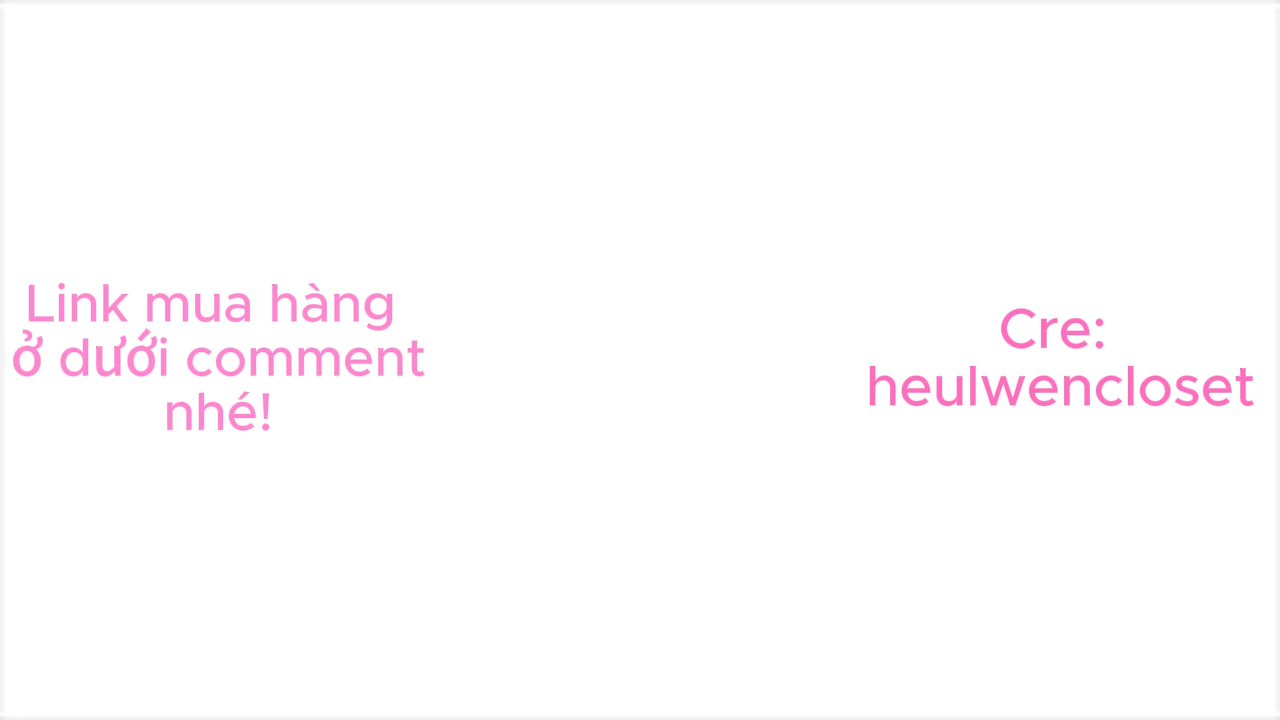 Link mua hàng
ở dưới comment
nhé!
Cre:
heulwencloset